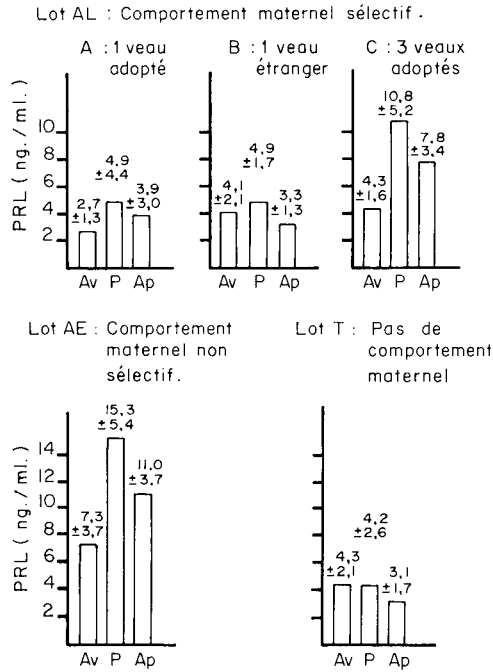 Lot AL : Comportement maternel sélectif.
A : 1 veau
adopté
B : 1 veau
étranger
C : 3 veaux
adoptés
PRL ( ng./ml.)
10
8
6
4
2
2,7
±1,3
4,9
±4,4
3,9
±3,0
Av P Ap
4,1
±2,1
4,9
±1,7
3,3
±1,3
Av P Ap
4,3
±1,6
10,8
±5,2
7,8
±3,4
Av P Ap
Lot AE : Comportement
maternel non
sélectif.
Lot T : Pas de
comportement
maternel
PRL ( ng./ml.)
14
12
10
8
6
4
2
7,3
±3,7
15,3
±5,4
11,0
±3,7
Av P Ap
4,3
±2,1
4,2
±2,6
3,1
±1,7
Av P Ap